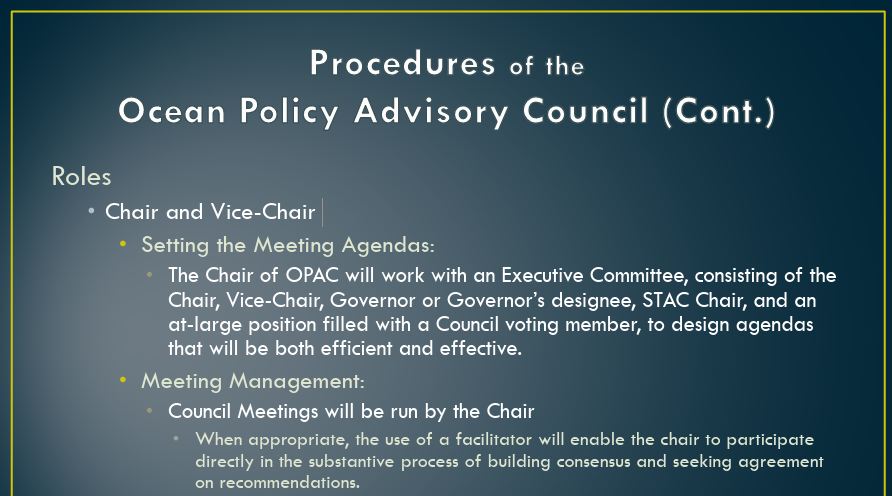 Procedures of the
Ocean Policy Advisory Council (Cont.)
Roles
• Chair and Vice-Chair
• Setting the Meeting Agendas:
• The Chair of OPAC will work with an Executive Committee, consisting of the
Chair, Vice-Chair, Governor or Governor's designee, STAC Chair, and an
at-large position filled with a Council voting member, to design agendas
that will be both efficient and effective.
• Meeting Management:
• Council Meetings will be run by the Chair
• When appropriate, the use of a facilitator will enable the chair to participate
directly in the substantive process of building consensus and seeking agreement
on recommendations.